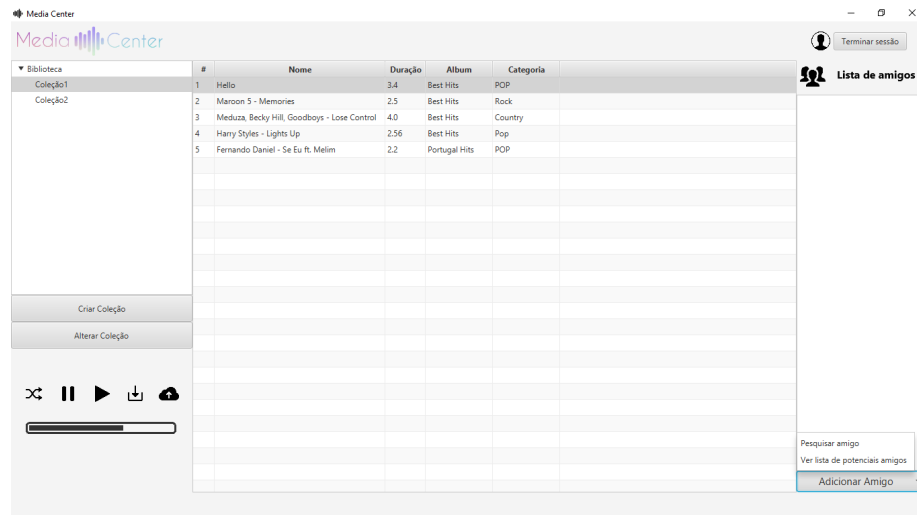 Media Center
Media Center
Terminar sessão
Biblioteca
Coleção1
Coleção2
Criar Coleção
Alterar Coleção
# Nome Duração Album Categoria
1 Hello 3.4 Best Hits POP
2 Maroon 5 - Memories 2.5 Best Hits Rock
3 Meduza, Becky Hill, Goodboys - Lose Control 4.0 Best Hits Country
4 Harry Styles - Lights Up 2.56 Best Hits Pop
5 Fernando Daniel - Se Eu ft. Melim 2.2 Portugal Hits POP
Lista de amigos
Pesquisar amigo
Ver lista de potenciais amigos
Adicionar Amigo